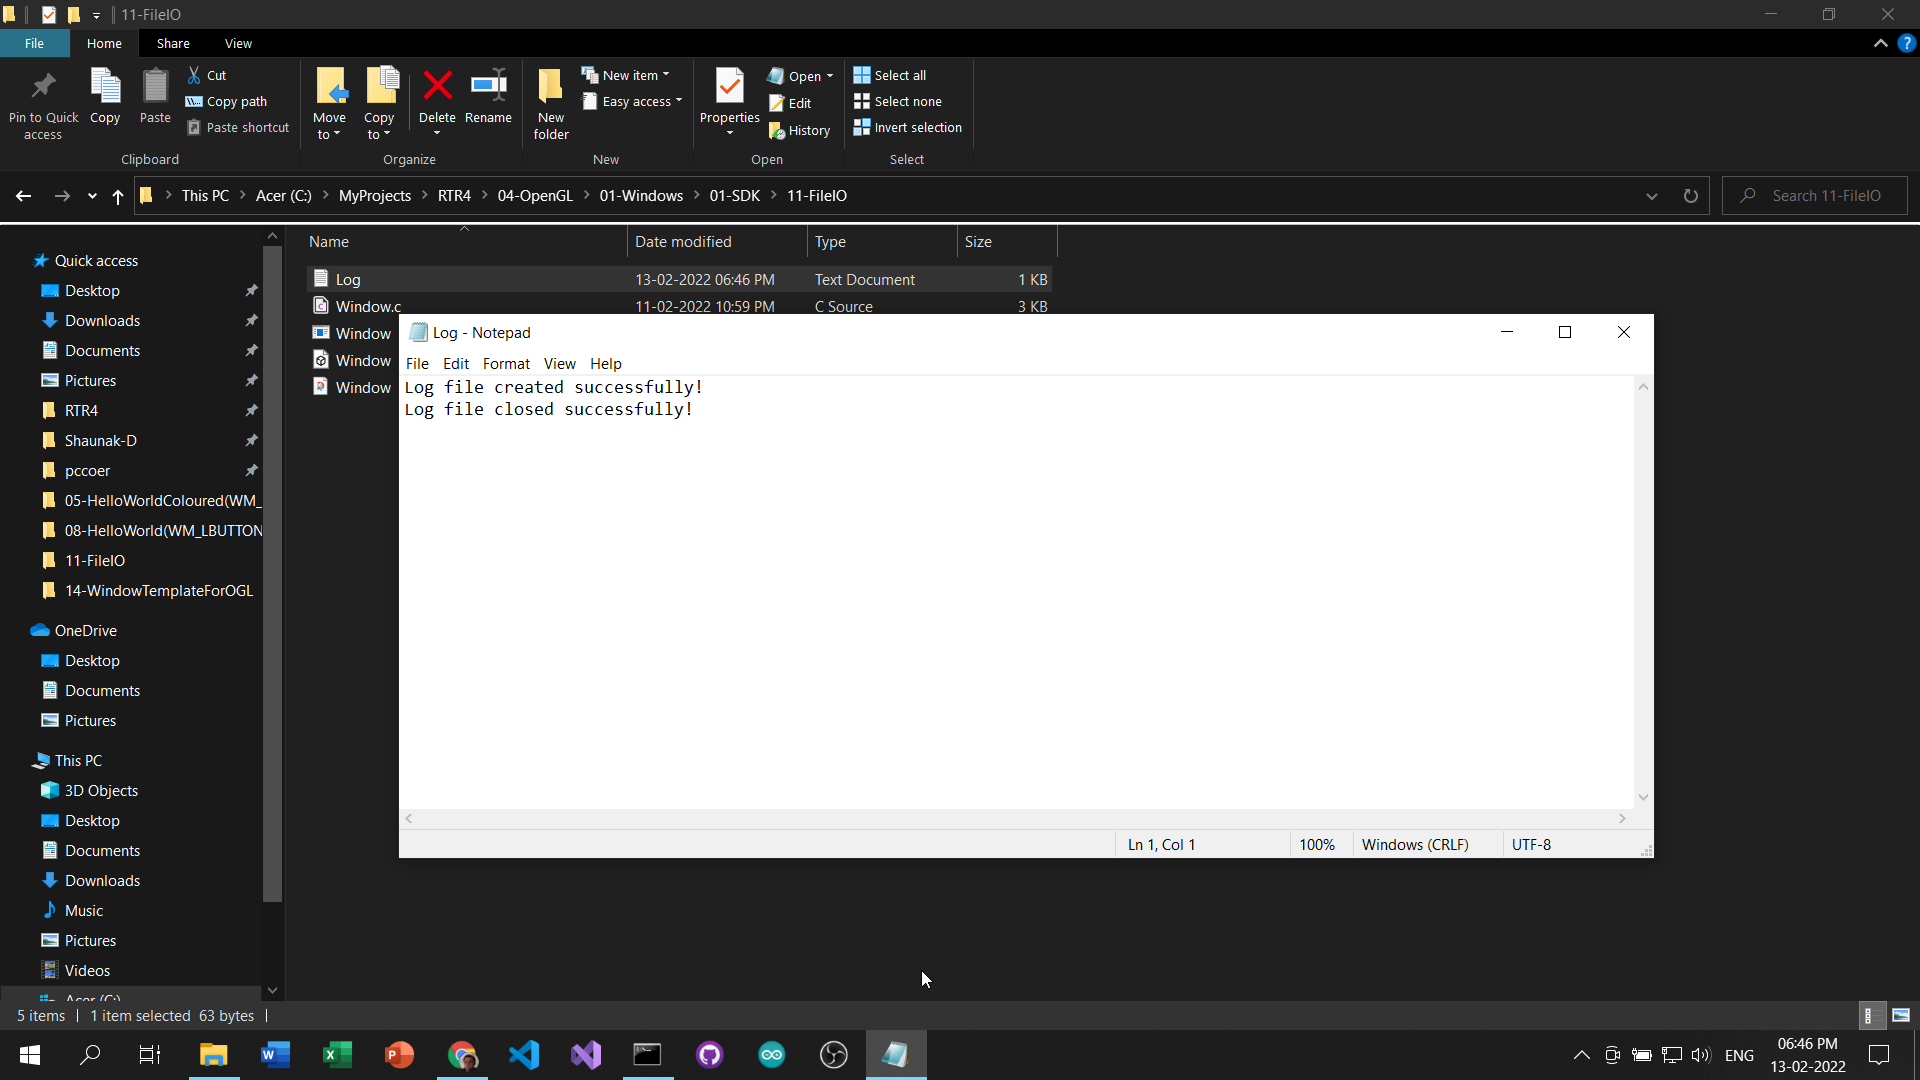 11-FileIO
File Home Share View
Pin to Quick access
Copy
Paste
Cut
Copy path
Paste shortcut
Clipboard
Move to
Copy to
Delete
Rename
Organize
New folder
New item
Easy access
New
Properties
Open
Edit
History
Open
Select all
Select none
Invert selection
Select
This PC > Acer (C:) > MyProjects > RTR4 > 04-OpenGL > 01-Windows > 01-SDK > 11-FileIO
Search 11-FileIO
Name Date modified Type Size
Log 13-02-2022 06:46 PM Text Document 1 KB
Window.c 11-02-2022 10:59 PM C Source 3 KB
Window
Window
Window
Quick access
Desktop
Downloads
Documents
Pictures
RTR4
Shaunak-D
pccoer
05-HelloWorldColoured(WM_
08-HelloWorld(WM_LBUTTON
11-FileIO
14-WindowTemplateForOGL
OneDrive
Desktop
Documents
Pictures
This PC
3D Objects
Desktop
Documents
Downloads
Music
Pictures
Videos
Acer (C:)
Log - Notepad
File Edit Format View Help
Log file created successfully!
Log file closed successfully!
Ln 1, Col 1 100% Windows (CRLF) UTF-8
5 items 1 item selected 63 bytes
ENG
06:46 PM
13-02-2022